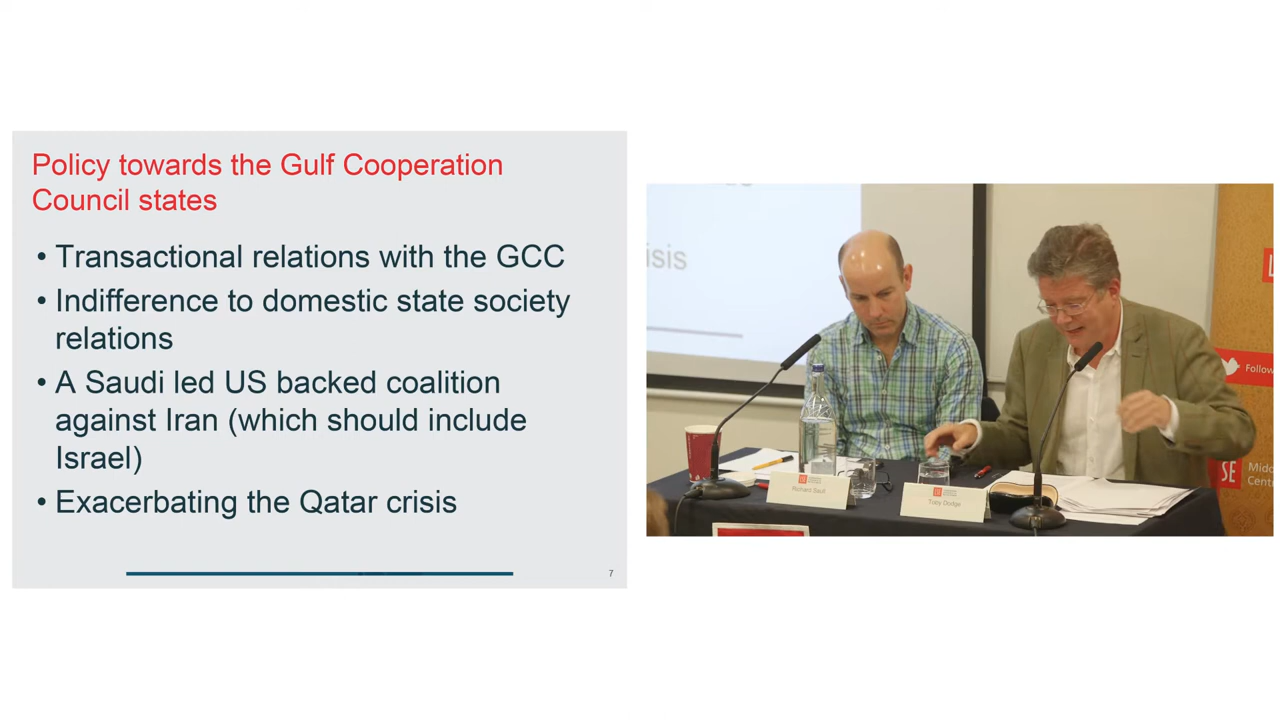 Policy towards the Gulf Cooperation
Council states
• Transactional relations with the GCC
• Indifference to domestic state society
relations
• A Saudi led US backed coalition
against Iran (which should include
Israel)
• Exacerbating the Qatar crisis
7
isis
Follow
SE
Midd
Centr
Richard Saull
Toby Dodge